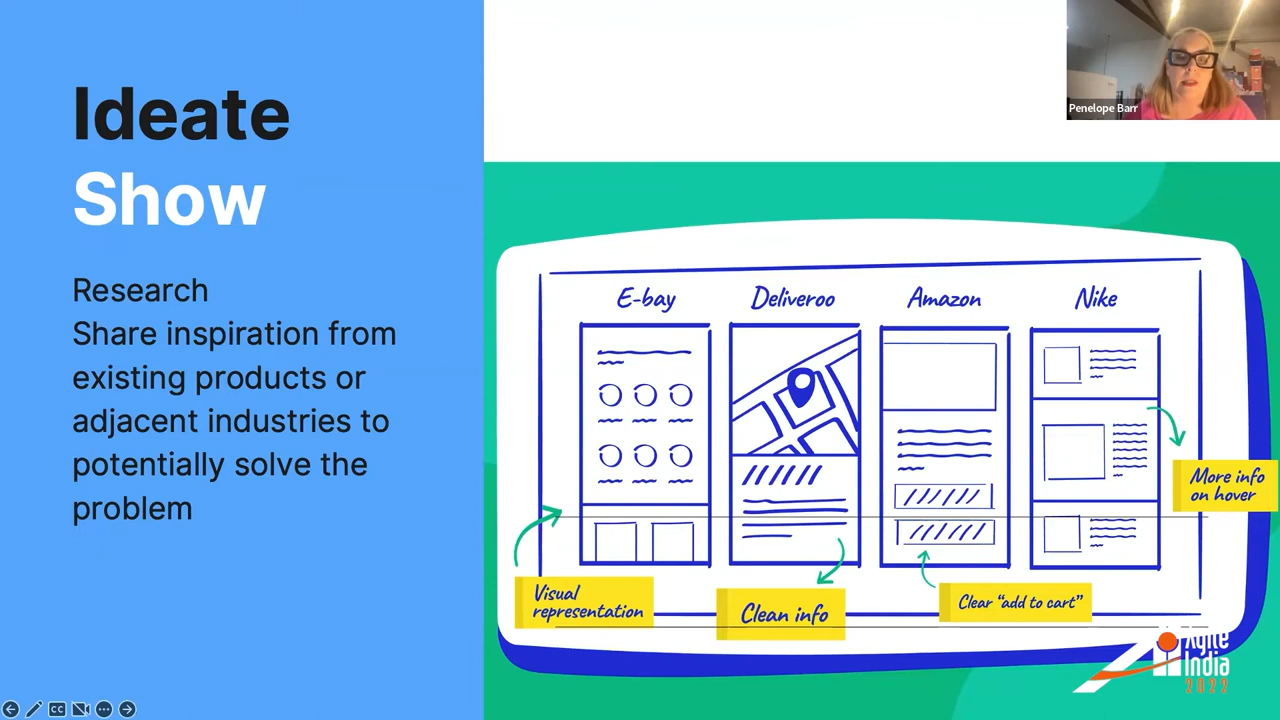 Ideate
Show
Research
Share inspiration from
existing products or
adjacent industries to
potentially solve the
problem
Penelope Barr
E-bay
Deliveroo
Amazon
Nike
More info
on hover
Visual
representation
Clean info
Clear “add to cart”
Agile
India
2022
CC